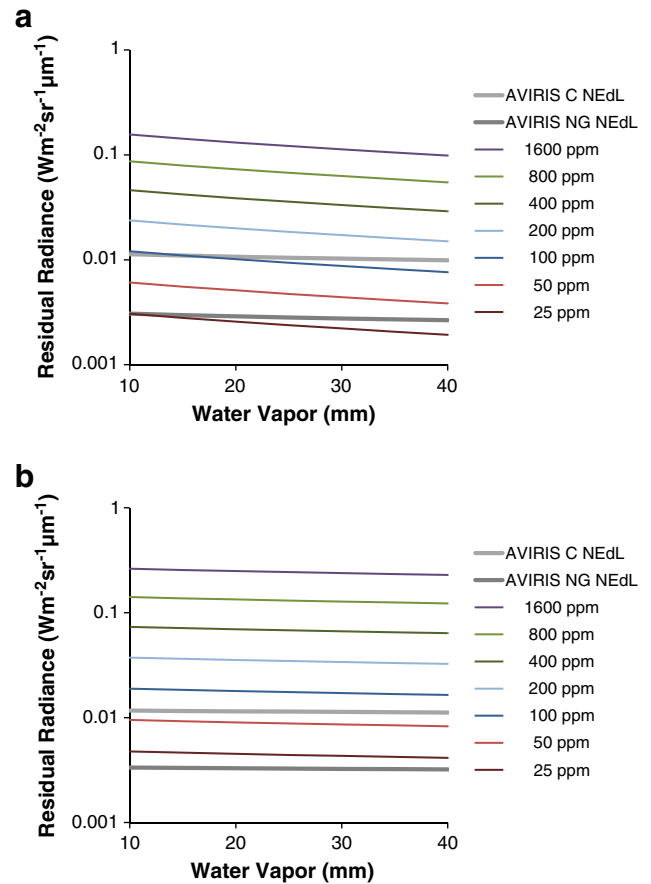 a
1
0.1
0.01
0.001
10 20 30 40
Residual Radiance (Wm-2sr-1μm-1)
Water Vapor (mm)
AVIRIS C NEdL
AVIRIS NG NEdL
1600 ppm
800 ppm
400 ppm
200 ppm
100 ppm
50 ppm
25 ppm
b
1
0.1
0.01
0.001
10 20 30 40
Residual Radiance (Wm-2sr-1μm-1)
Water Vapor (mm)
AVIRIS C NEdL
AVIRIS NG NEdL
1600 ppm
800 ppm
400 ppm
200 ppm
100 ppm
50 ppm
25 ppm